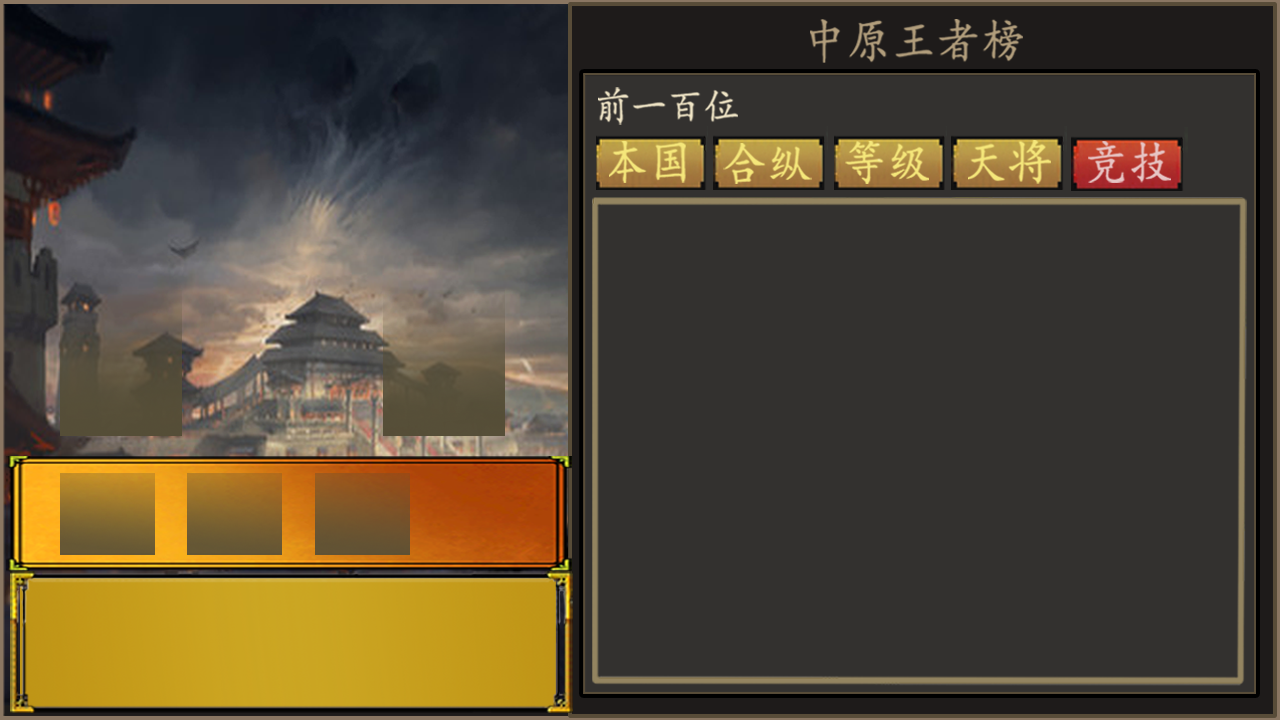 中原王者榜
前一百位
本国 合纵 等级 天将 竞技